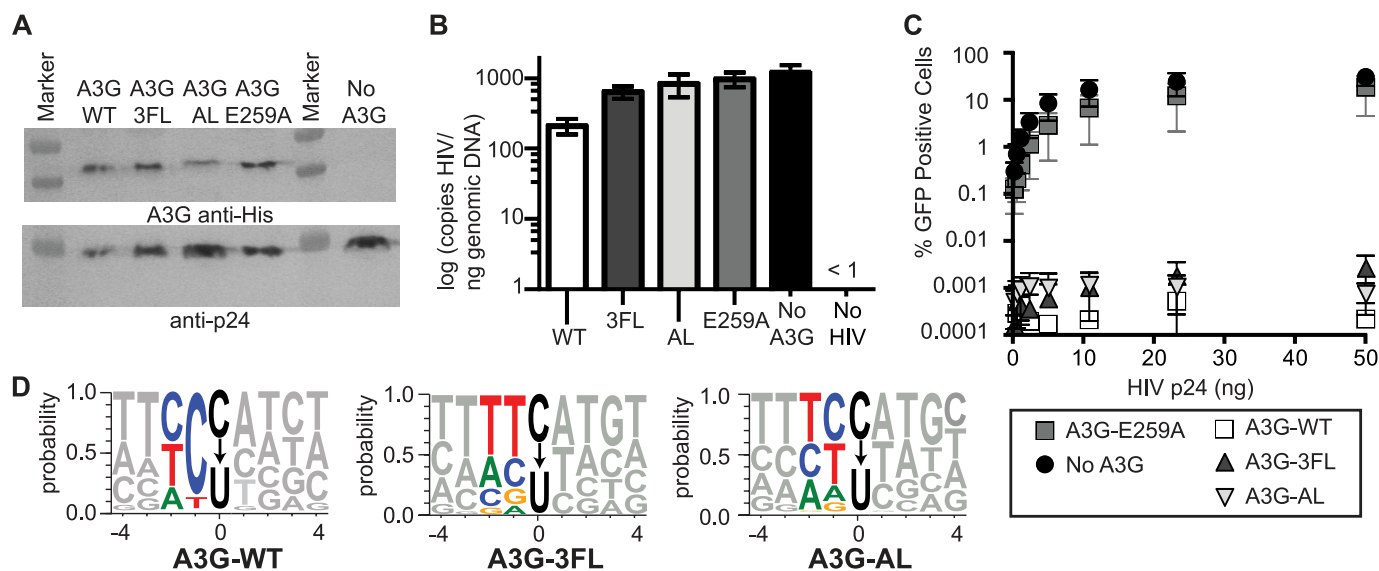 A
Marker
A3G
WT
A3G
3FL
A3G
AL
A3G
E259A
Marker
No
A3G
A3G anti-His
anti-p24
B
log (copies HIV/
ng genomic DNA)
1000
100
10
1
< 1
WT
3FL
AL
E259A
No
A3G
No
HIV
C
% GFP Positive Cells
100
10
1
0.1
0.01
0.001
0.0001
0
10
20
30
40
50
HIV p24 (ng)
A3G-E259A
No A3G
A3G-WT
A3G-3FL
A3G-AL
D
probability
1.0
0.5
0.0
-4
0
4
A3G-WT
probability
1.0
0.5
0.0
-4
0
4
A3G-3FL
probability
1.0
0.5
0.0
-4
0
4
A3G-AL